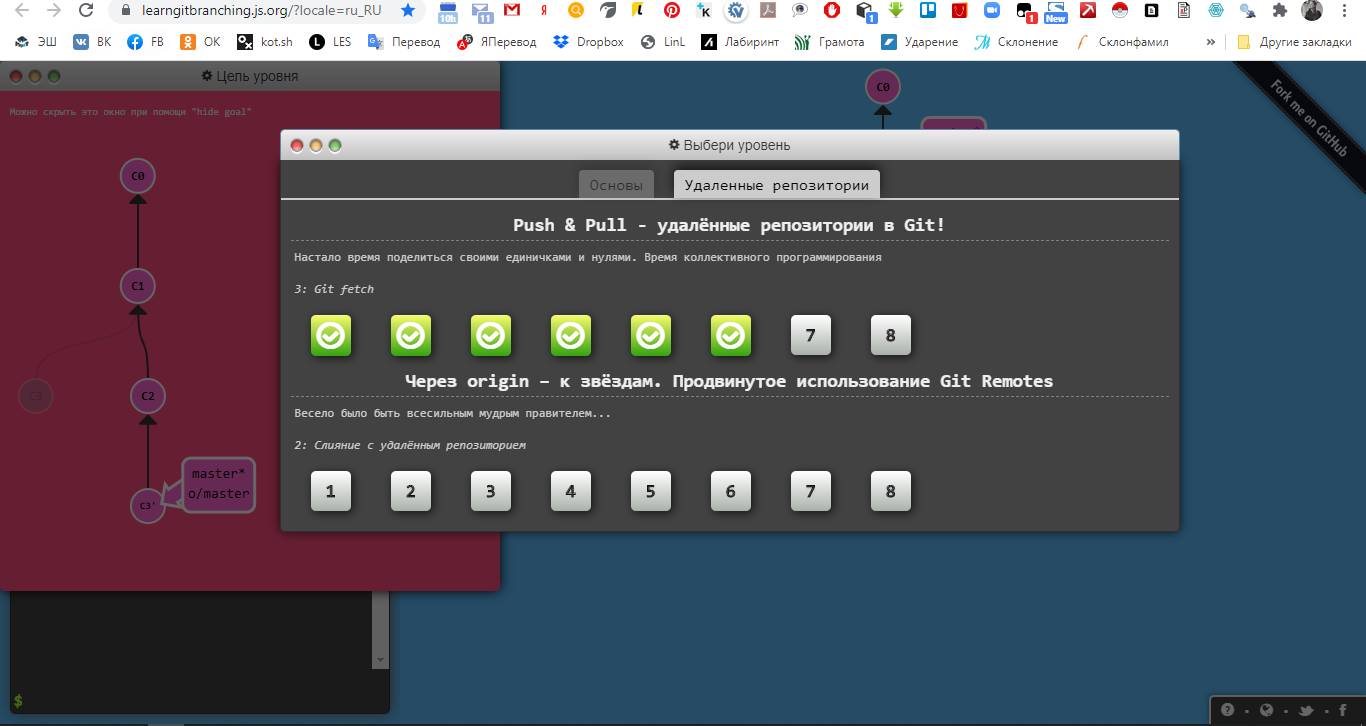 learngitbranching.js.org/?locale=ru_RU
10h
11
1
1
New
ЭШ
ВК
FB
ОК
kot.sh
LES
Перевод
ЯПеревод
Dropbox
LinL
Лабиринт
Грамота
Ударение
Склонение
Склонфамил
»
Другие закладки
Цель уровня
Можно скрыть это окно при помощи "hide goal"
C0
C1
C3
C2
C3'
master*
o/master
C0
Fork me on GitHub
Выбери уровень
Основы
Удаленные репозитории
Push & Pull - удалённые репозитории в Git!
Настало время поделиться своими единичками и нулями. Время коллективного программирования
3: Git fetch
7 8
Через origin – к звёздам. Продвинутое использование Git Remotes
Весело было быть всесильным мудрым правителем...
2: Слияние с удалённым репозиторием
1 2 3 4 5 6 7 8
$